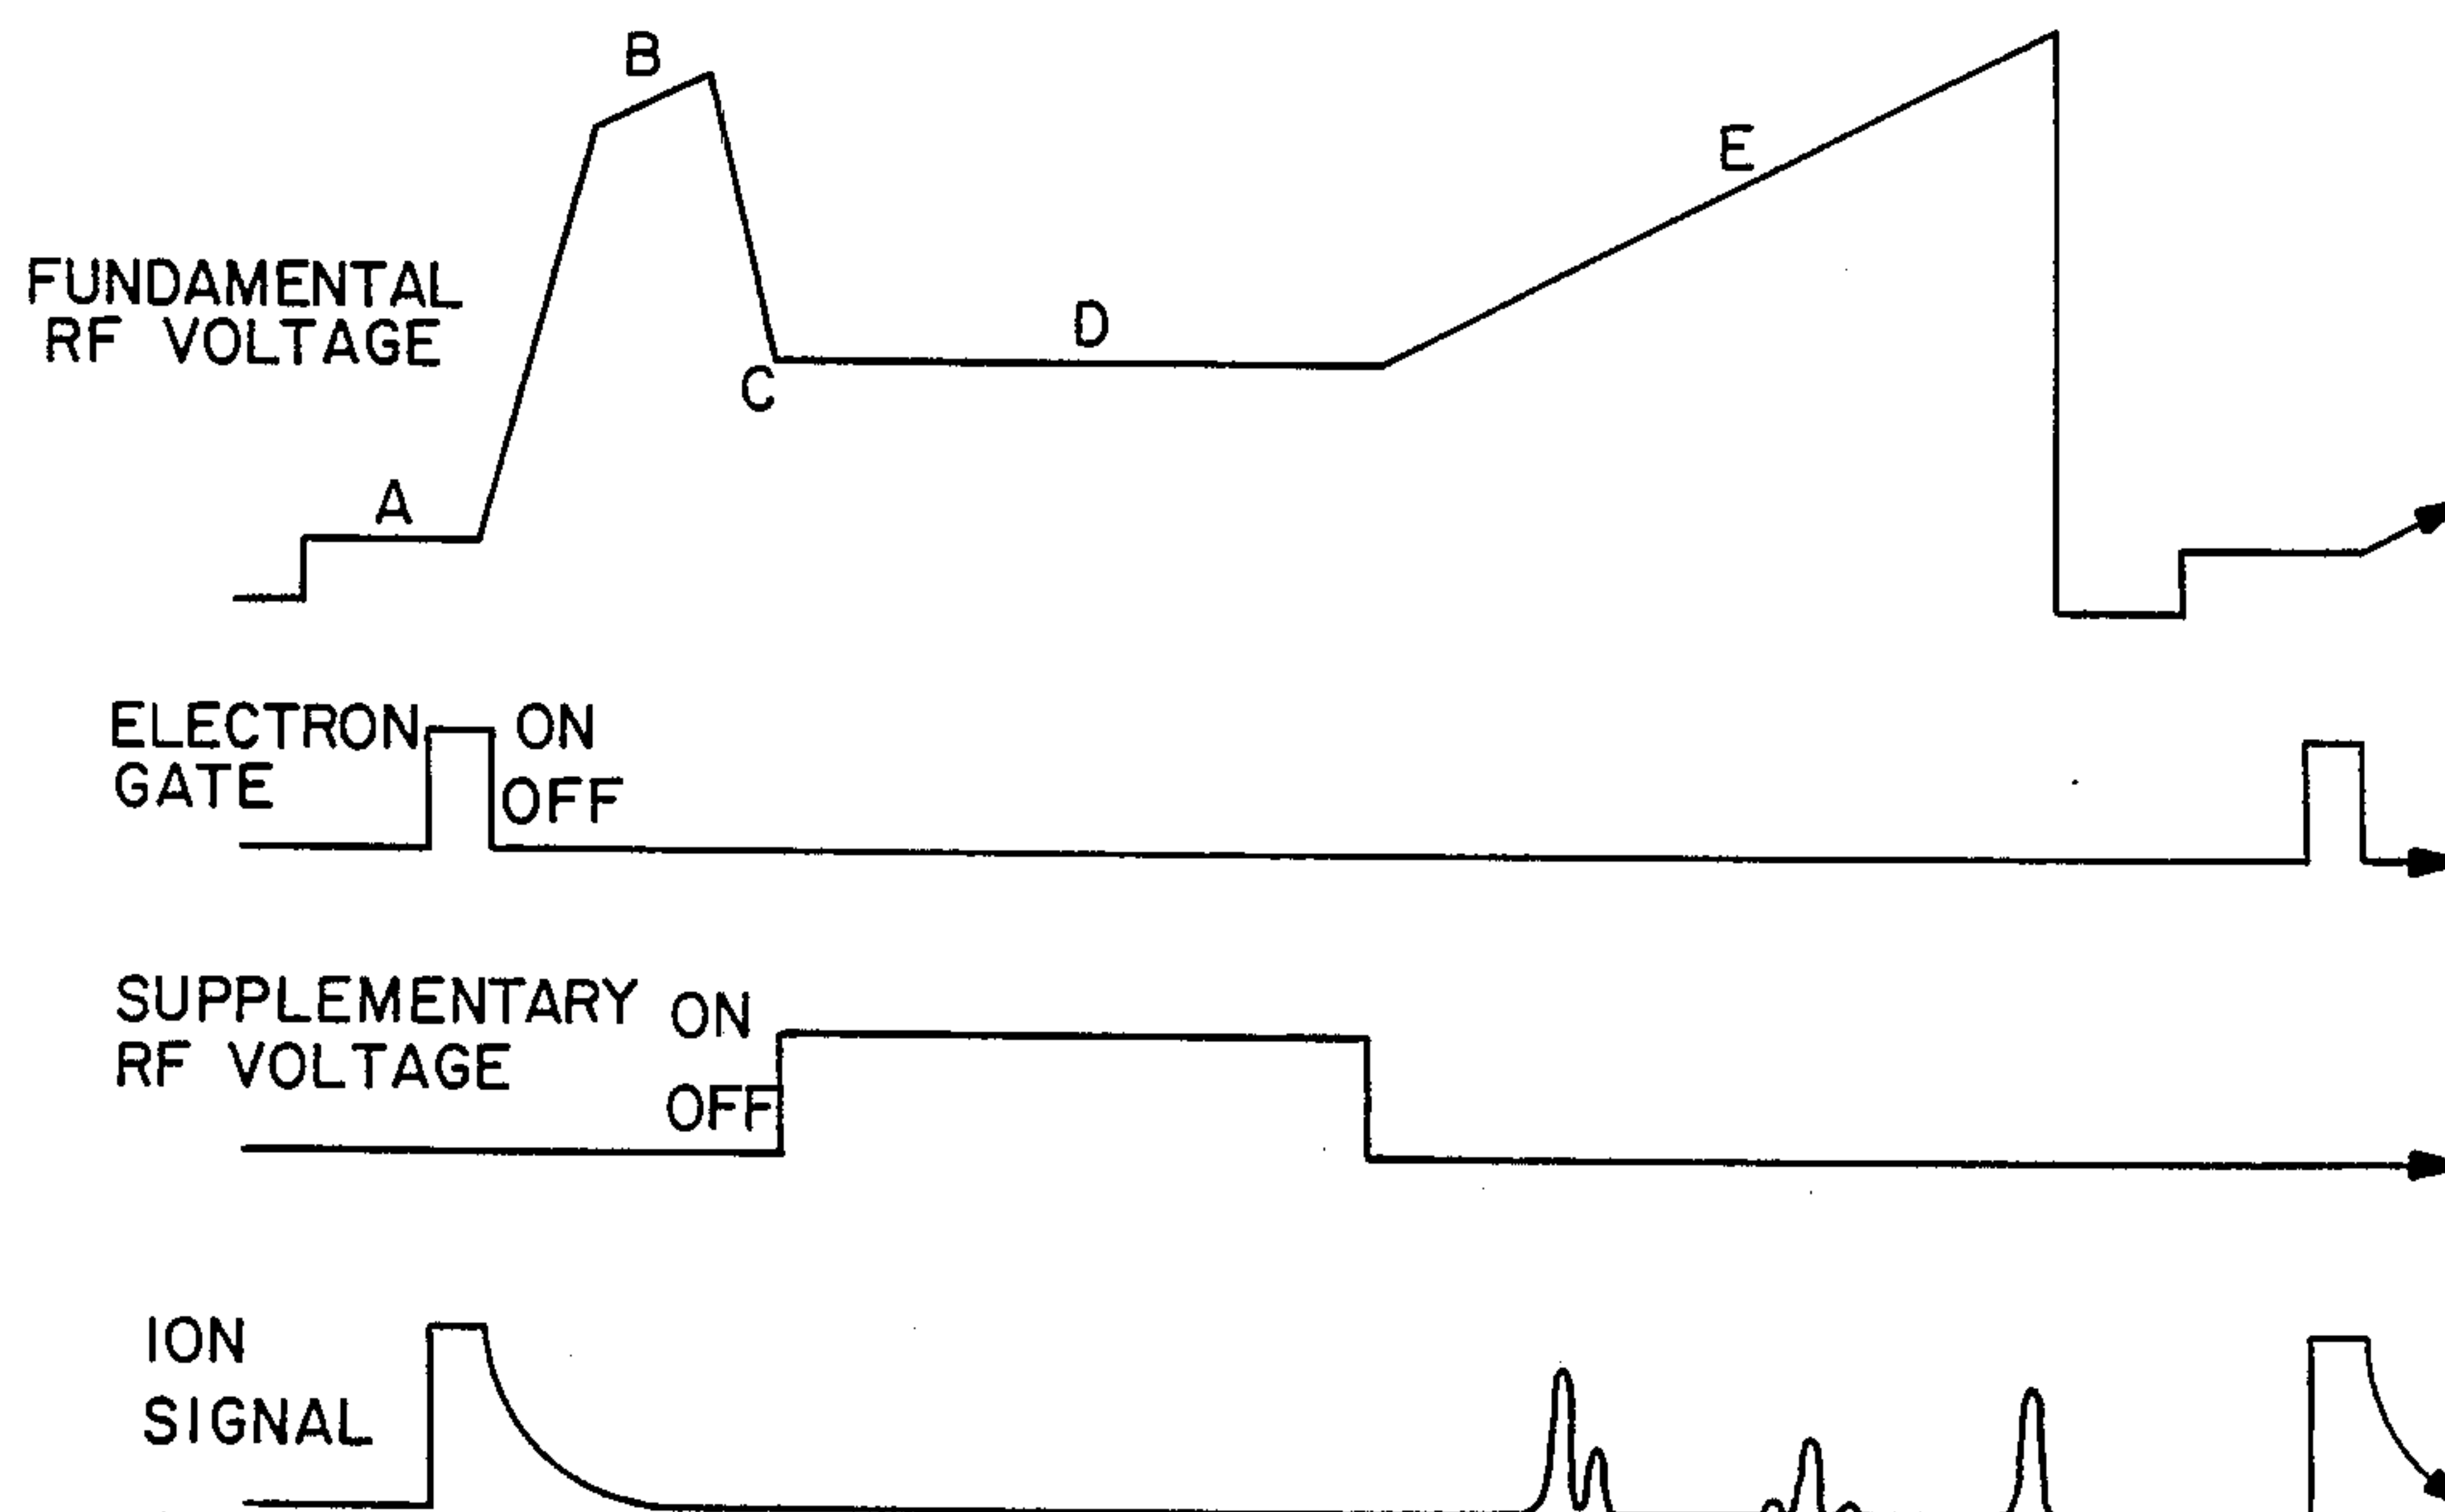 B
E
FUNDAMENTAL
RF VOLTAGE
D
C
A
ELECTRON ON
GATE OFF
SUPPLEMENTARY ON
RF VOLTAGE
OFF
ION
SIGNAL